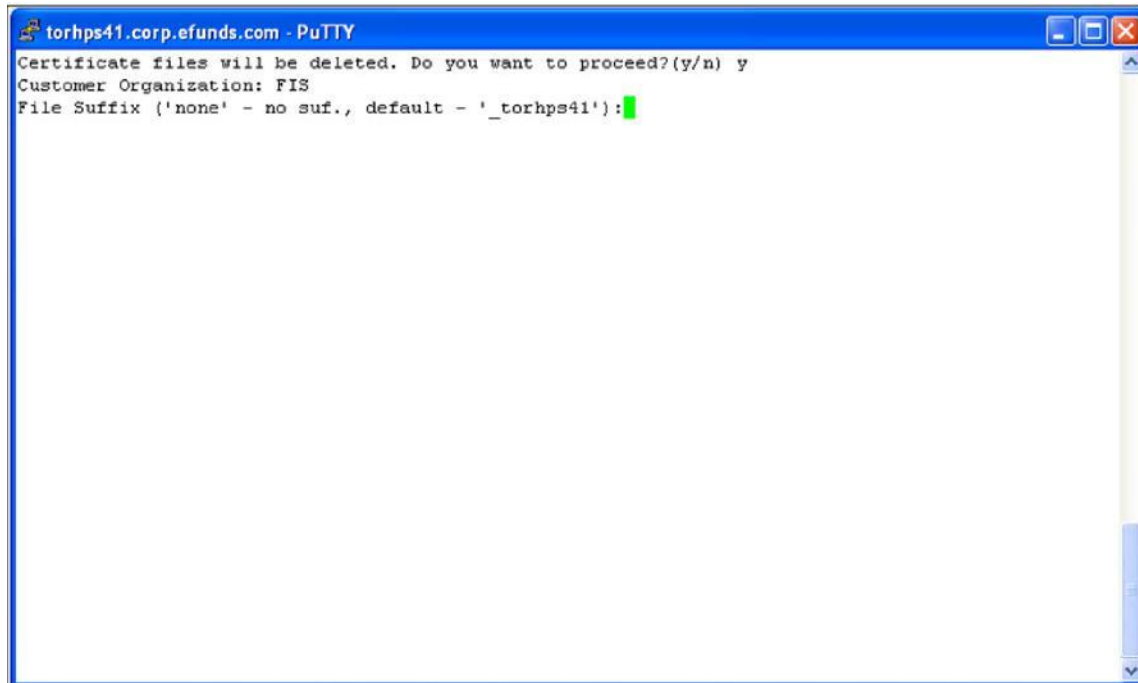 torhps41.corp.efunds.com - PuTTY
Certificate files will be deleted. Do you want to proceed?(y/n) y
Customer Organization: FIS
File Suffix ('none' - no suf., default - '_torhps41'):